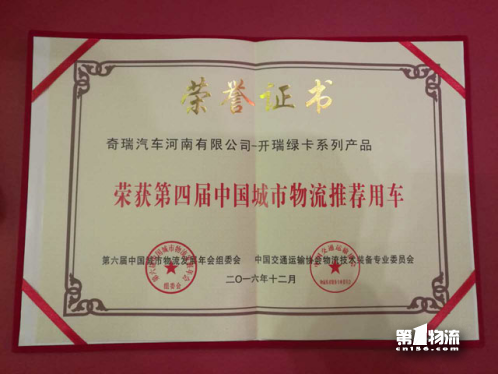 荣誉证书
奇瑞汽车河南有限公司-开瑞绿卡系列产品
荣获第四届中国城市物流推荐用车
第六届中国城市物流发展年会组委会 中国交通运输协会物流技术装备专业委员会
组委会
二〇一六年十二月
第1物流
cn156.com